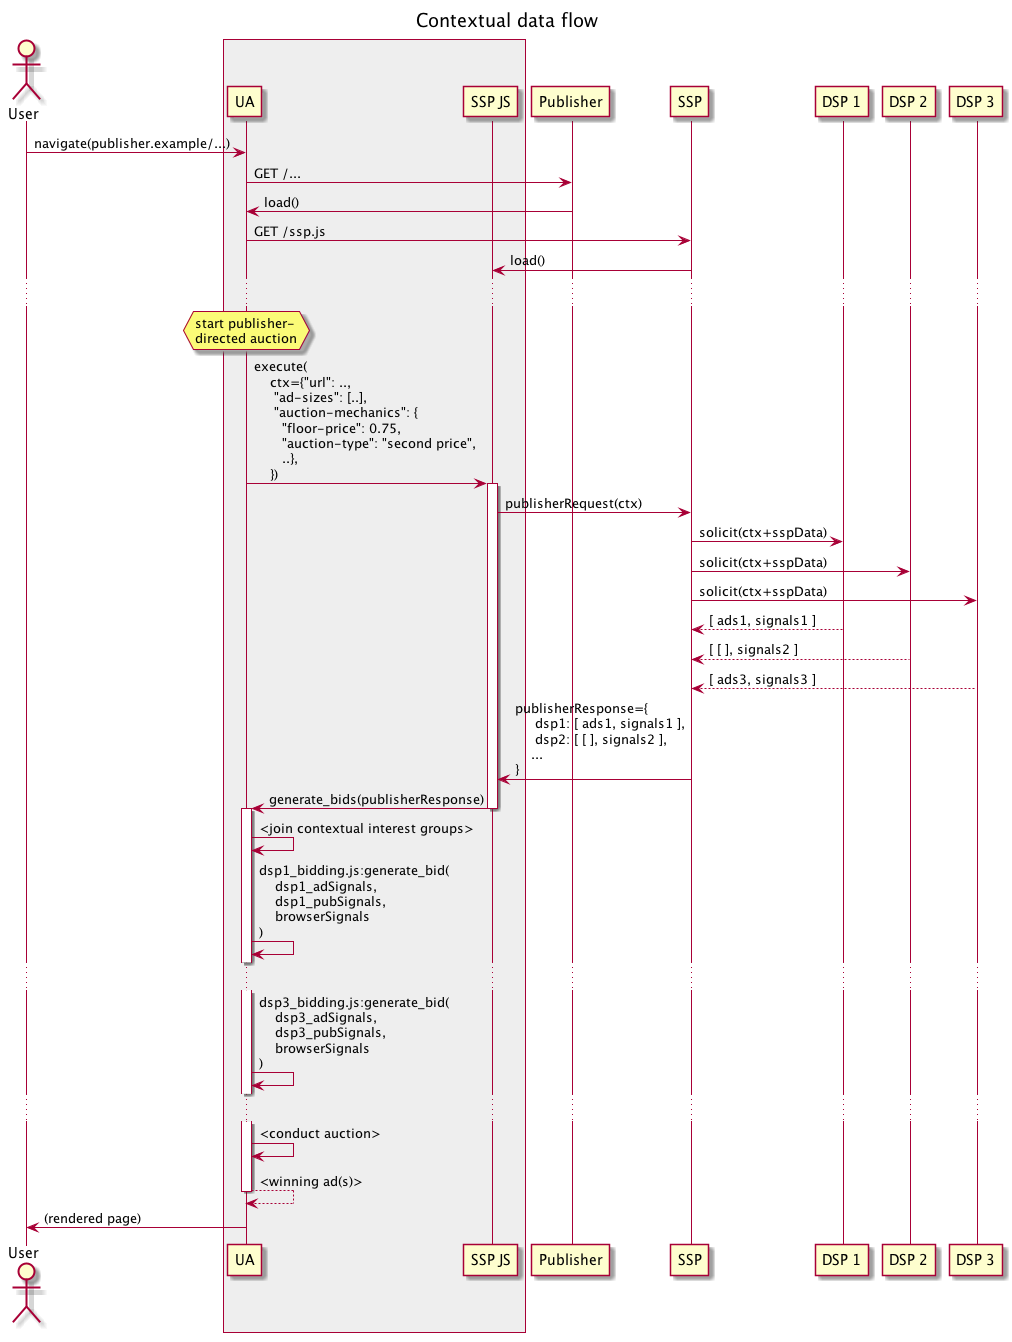 Contextual data flow
User
UA
SSP JS
Publisher
SSP
DSP 1
DSP 2
DSP 3
navigate(publisher.example/...)
GET /...
load()
GET /ssp.js
load()
start publisher-
directed auction
execute(
ctx={"url": ..,
"ad-sizes": [..],
"auction-mechanics": {
"floor-price": 0.75,
"auction-type": "second price",
..},
})
publisherRequest(ctx)
solicit(ctx+sspData)
solicit(ctx+sspData)
solicit(ctx+sspData)
[ ads1, signals1 ]
[ [ ], signals2 ]
[ ads3, signals3 ]
publisherResponse={
dsp1: [ ads1, signals1 ],
dsp2: [ [ ], signals2 ],
...
}
generate_bids(publisherResponse)
<join contextual interest groups>
dsp1_bidding.js:generate_bid(
dsp1_adSignals,
dsp1_pubSignals,
browserSignals
)
dsp3_bidding.js:generate_bid(
dsp3_adSignals,
dsp3_pubSignals,
browserSignals
)
<conduct auction>
<winning ad(s)>
(rendered page)
User
UA
SSP JS
Publisher
SSP
DSP 1
DSP 2
DSP 3